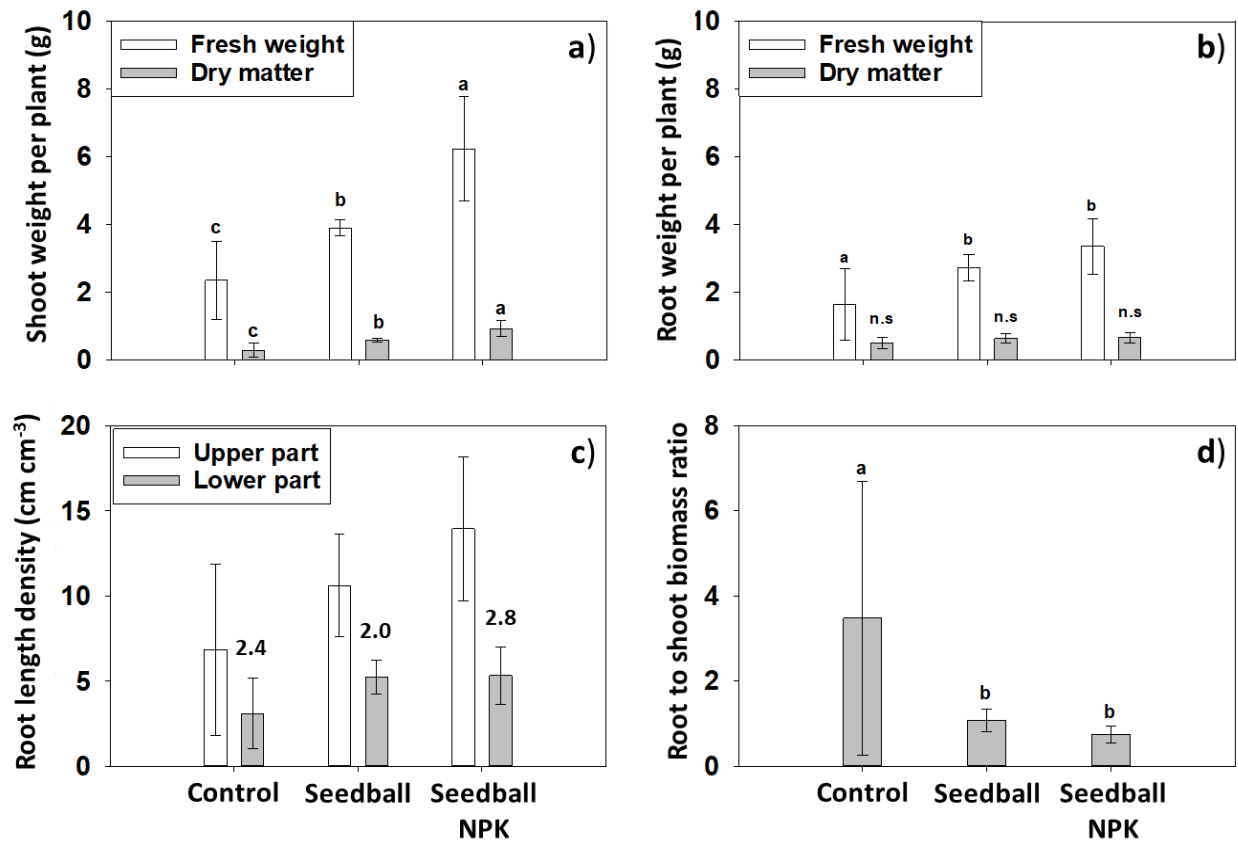 Shoot weight per plant (g)
10
8
6
4
2
0
Fresh weight
Dry matter
a)
c
c
b
b
a
a
Root weight per plant (g)
10
8
6
4
2
0
Fresh weight
Dry matter
b)
a
n.s
b
n.s
b
n.s
Root length density (cm cm-3)
20
15
10
5
0
Upper part
Lower part
c)
2.4
2.0
2.8
Control
Seedball
Seedball
NPK
Root to shoot biomass ratio
8
6
4
2
0
d)
a
b
b
Control
Seedball
Seedball
NPK